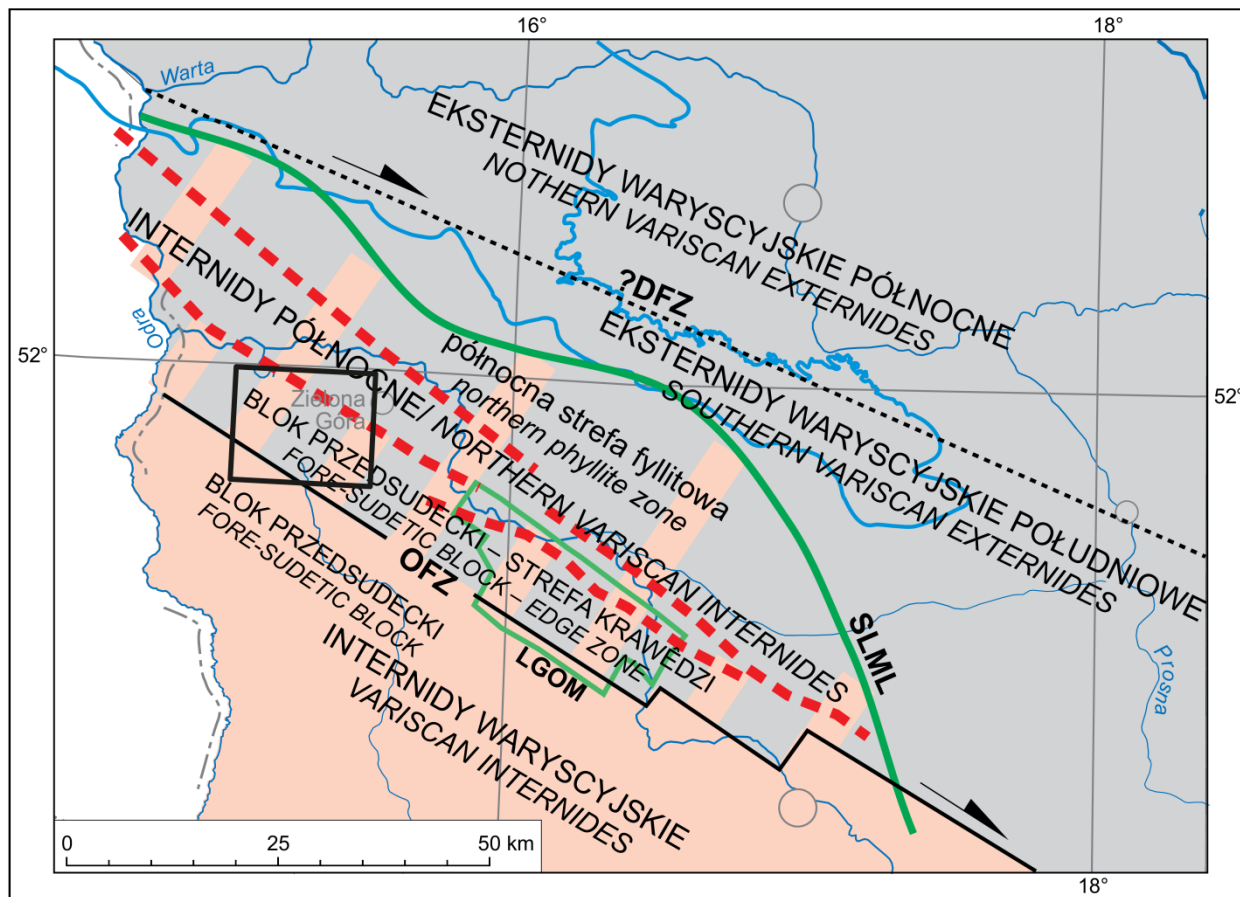 16°
18°
Warta
EKSTERNIDY WARYSCYJSKIE PÓŁNOCNE
NOTHERN VARISCAN EXTERNIDES
INTERNIDY PÓŁNOCNE/ NORTHERN VARISCAN INTERNIDES
?DFZ
EKSTERNIDY WARYSCYJSKIE POŁUDNIOWE
SOUTHERN VARISCAN EXTERNIDES
Odra
52°
52°
północna strefa fyllitowa
northern phyllite zone
Zielona
Góra
BLOK PRZEDSUDECKI – STREFA KRAWÊDZI
FORE-SUDETIC BLOCK – EDGE ZONE
BLOK PRZEDSUDECKI
FORE-SUDETIC BLOCK
OFZ
LGOM
SLML
Prosna
INTERNIDY WARYSCYJSKIE
VARISCAN INTERNIDES
0
25
50 km
18°